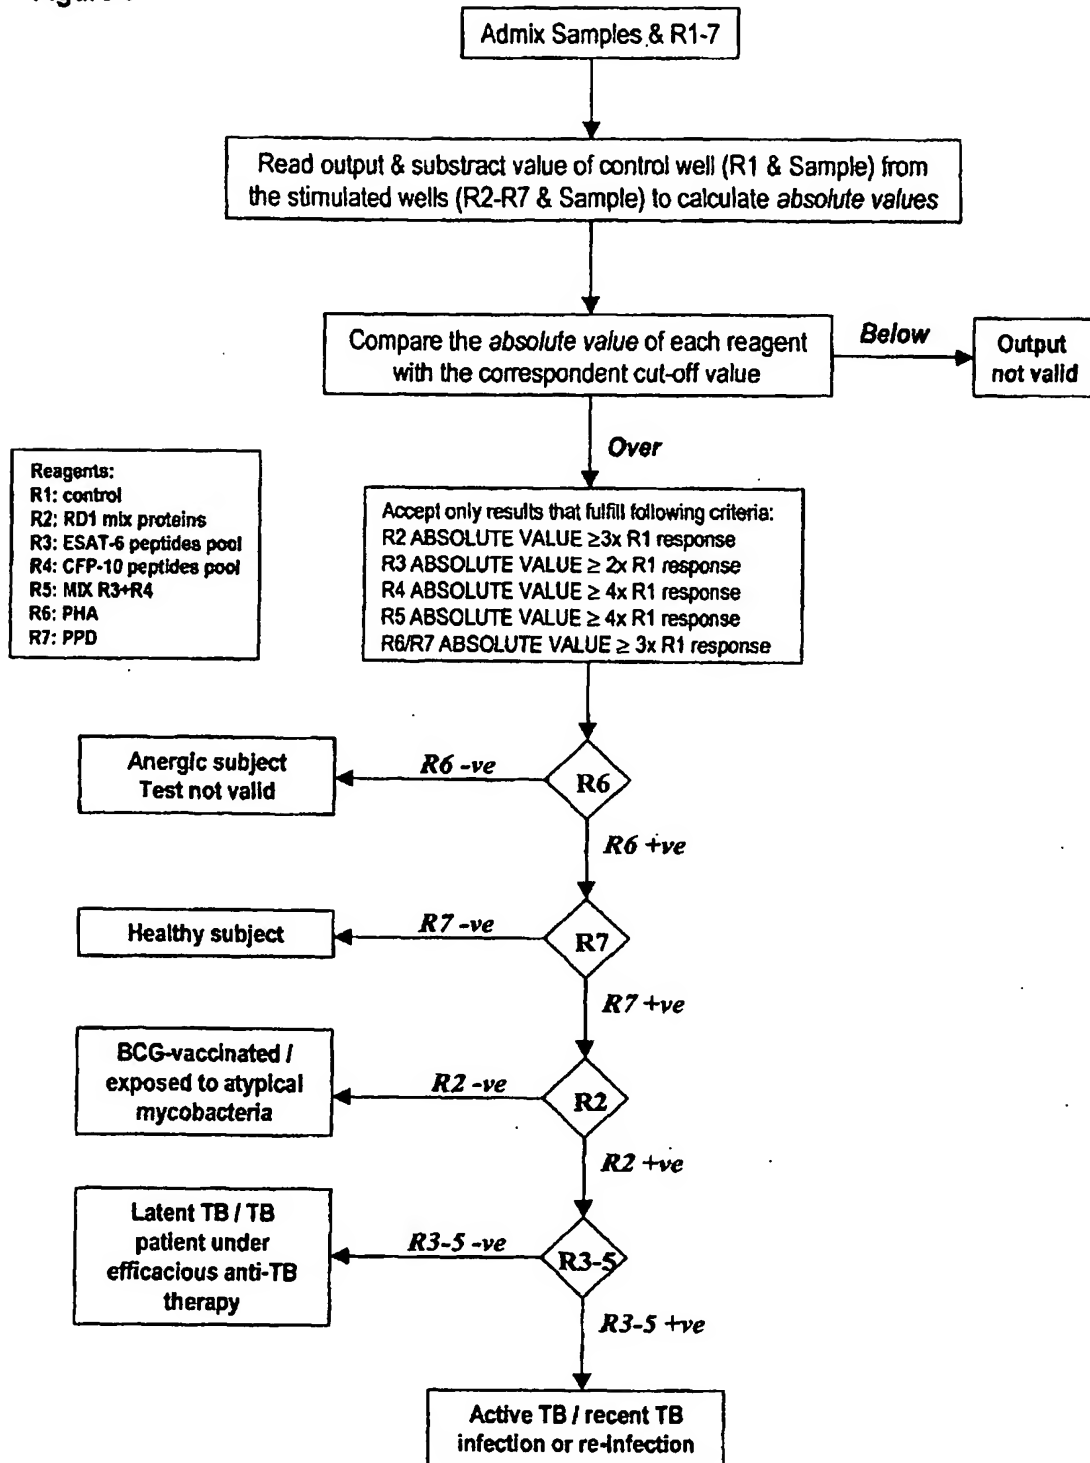 Admix Samples & R1-7
Read output & substract value of control well (R1 & Sample) from
the stimulated wells (R2-R7 & Sample) to calculate absolute values
Compare the absolute value of each reagent
with the correspondent cut-off value
Below
Output
not valid
Over
Reagents:
R1: control
R2: RD1 mix proteins
R3: ESAT-6 peptides pool
R4: CFP-10 peptides pool
R5: MIX R3+R4
R6: PHA
R7: PPD
Accept only results that fulfill following criteria:
R2 ABSOLUTE VALUE ≥3x R1 response
R3 ABSOLUTE VALUE ≥ 2x R1 response
R4 ABSOLUTE VALUE ≥ 4x R1 response
R5 ABSOLUTE VALUE ≥ 4x R1 response
R6/R7 ABSOLUTE VALUE ≥ 3x R1 response
Anergic subject
Test not valid
R6 -ve
R6
R6 +ve
Healthy subject
R7 -ve
R7
R7 +ve
BCG-vaccinated /
exposed to atypical
mycobacteria
R2 -ve
R2
R2 +ve
Latent TB / TB
patient under
efficacious anti-TB
therapy
R3-5 -ve
R3-5
R3-5 +ve
Active TB / recent TB
infection or re-infection